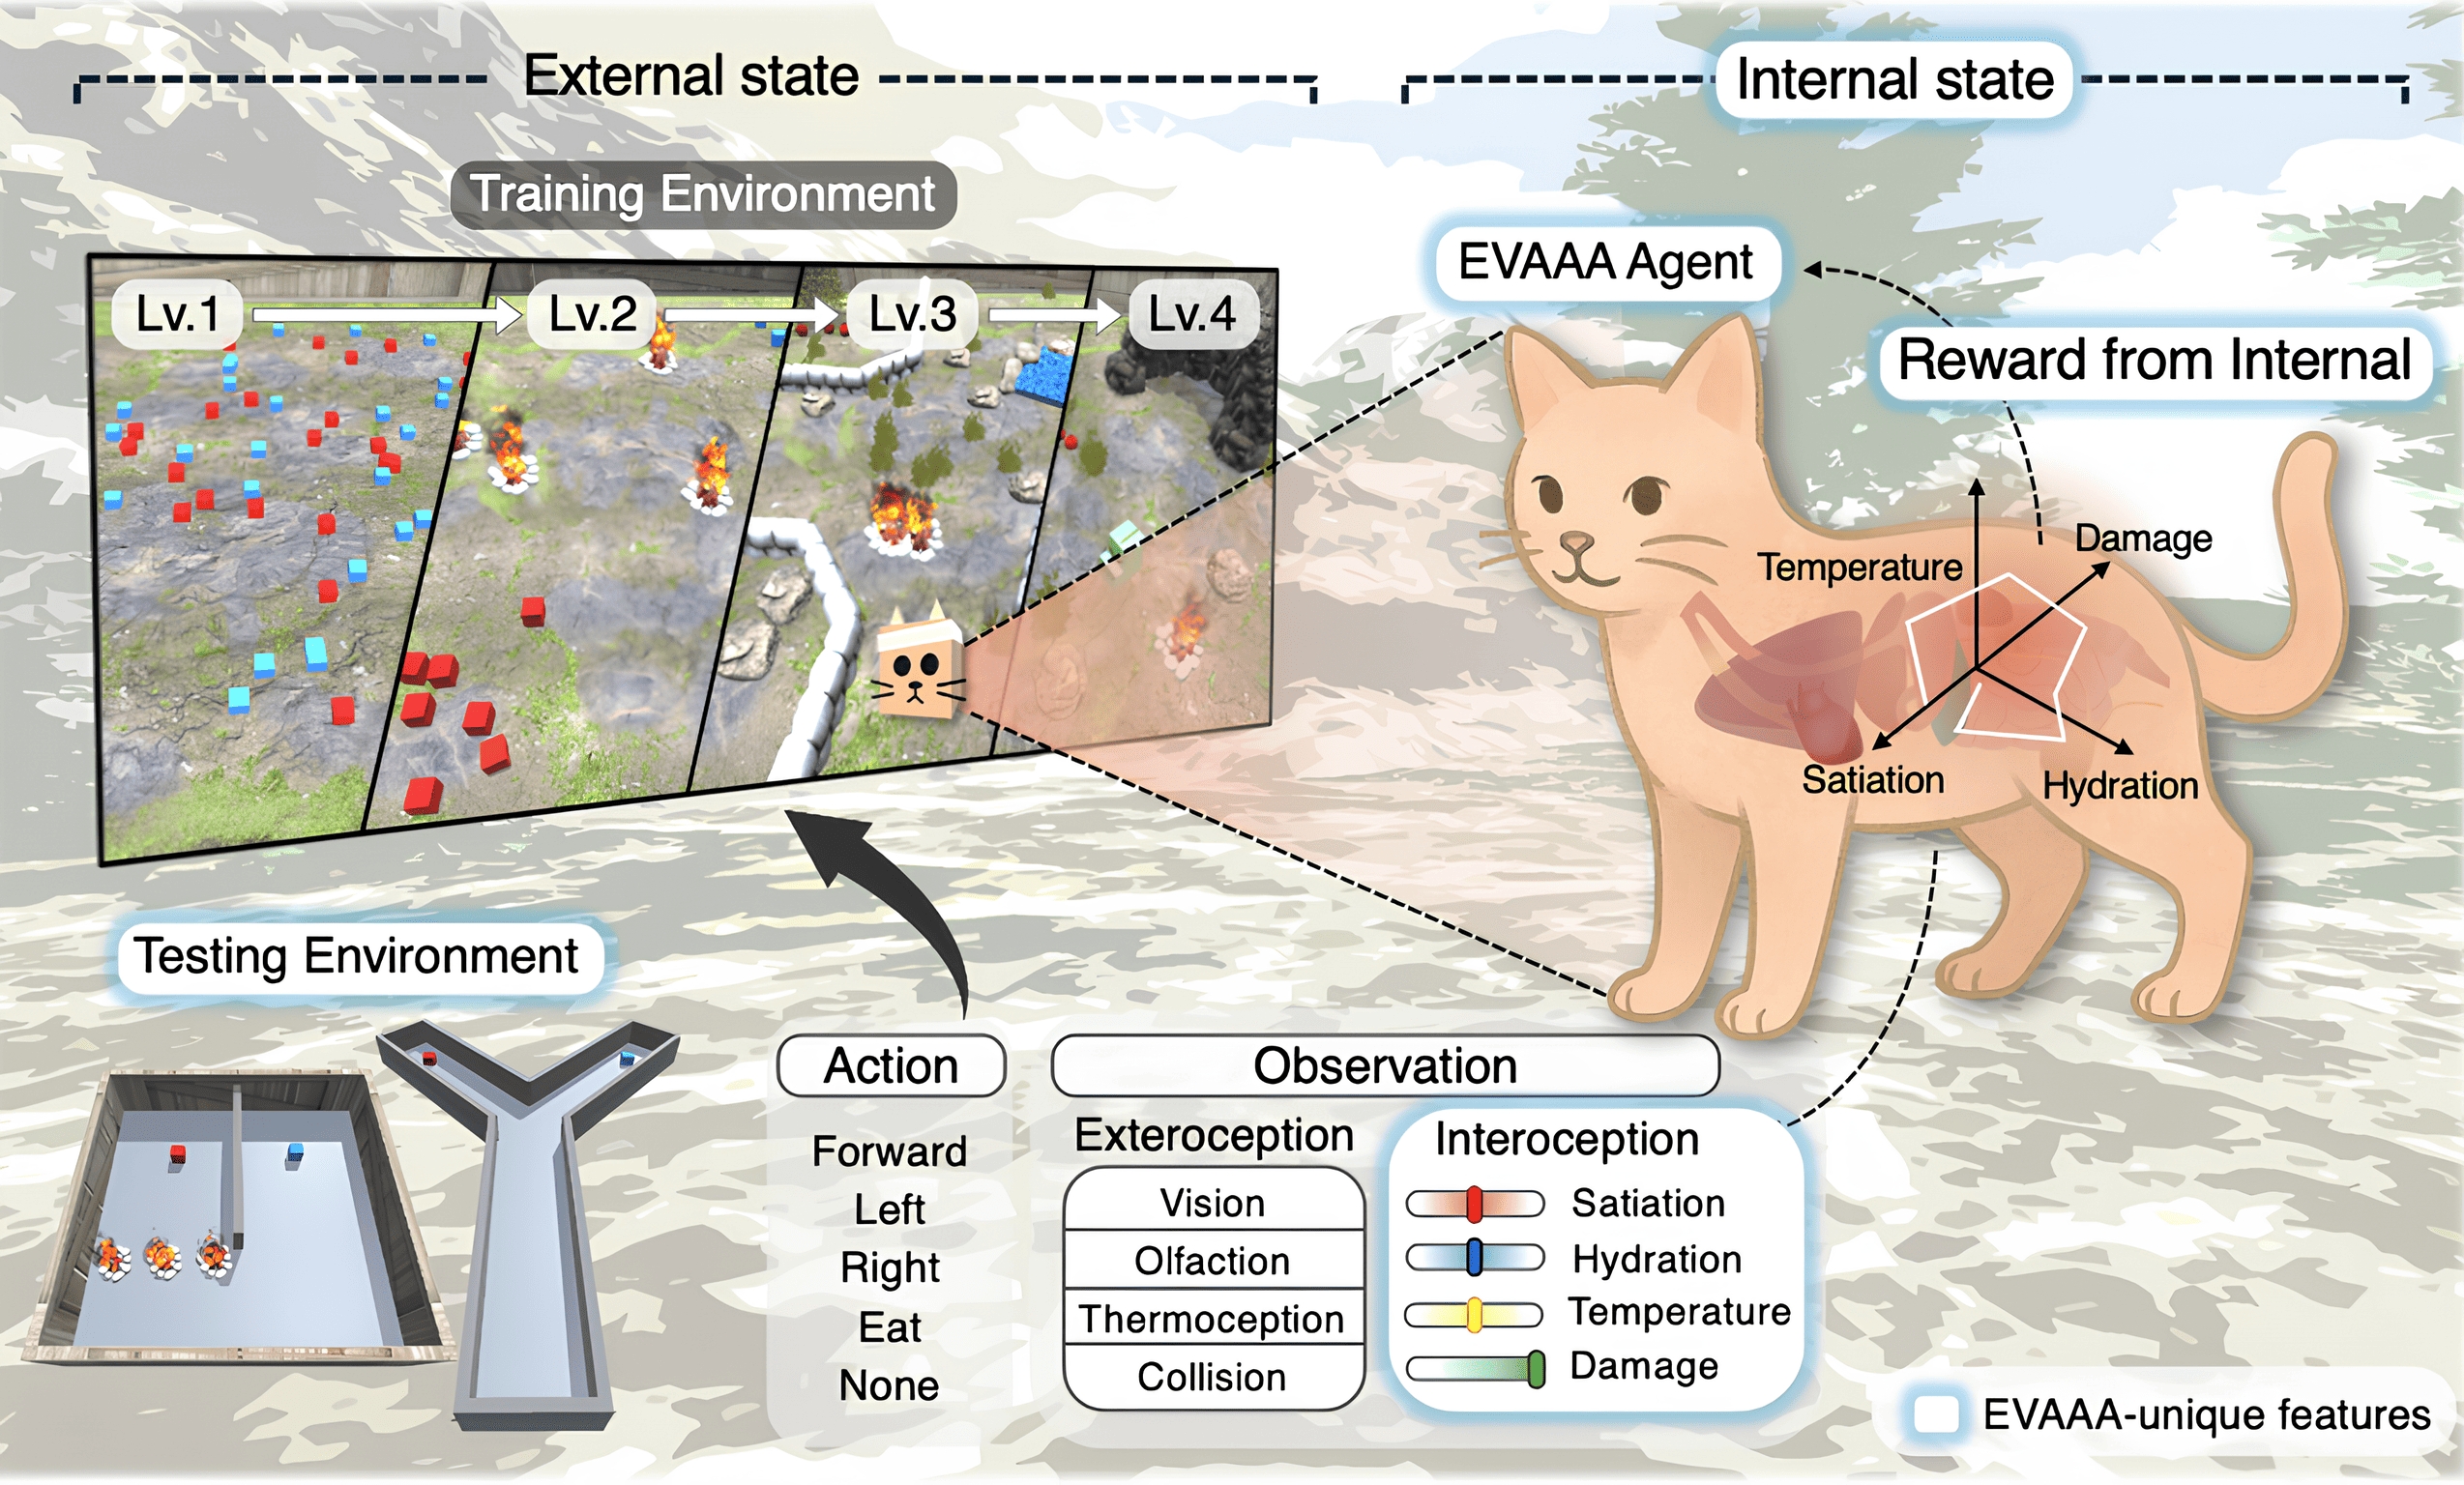 External state
Internal state
Training Environment
Lv.1
Lv.2
Lv.3
Lv.4
EVAAA Agent
Reward from Internal
Temperature
Damage
Satiation
Hydration
Testing Environment
Action
Forward
Left
Right
Eat
None
Observation
Exteroception
Vision
Olfaction
Thermoception
Collision
Interoception
Satiation
Hydration
Temperature
Damage
EVAAA-unique features